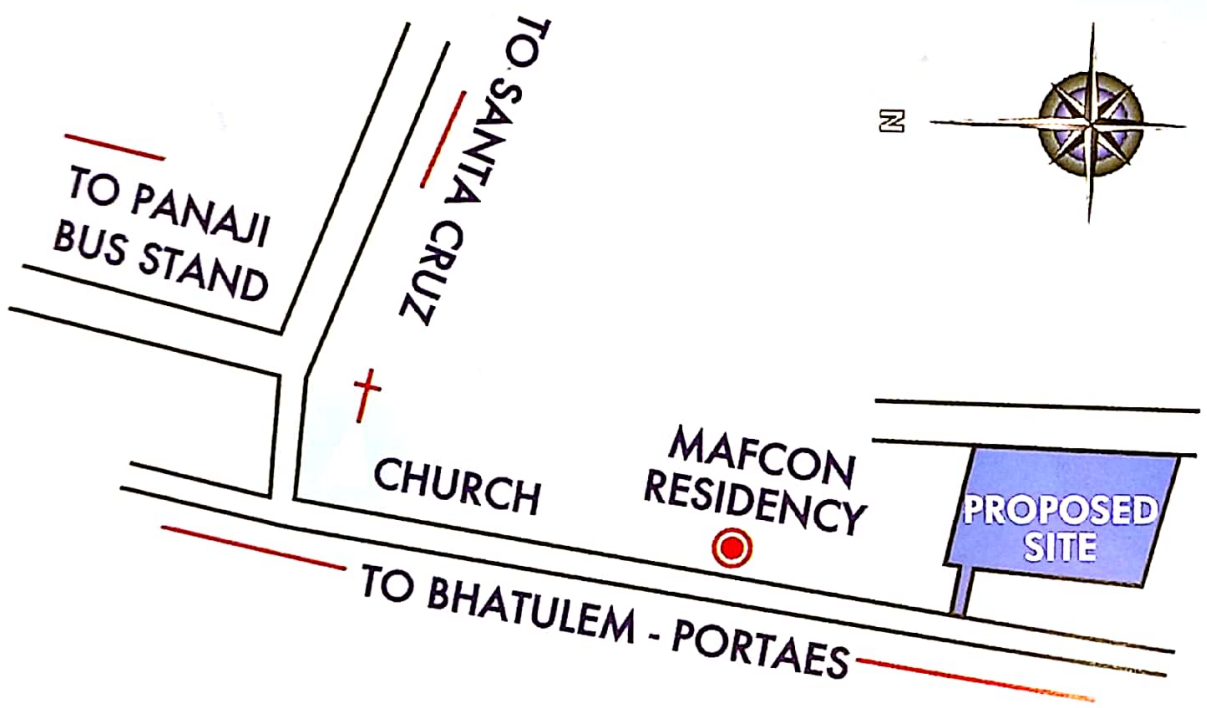 TO SANTA CRUZ
N
TO PANAJI
BUS STAND
CHURCH
MAFCON
RESIDENCY
PROPOSED
SITE
TO BHATULEM - PORTAES